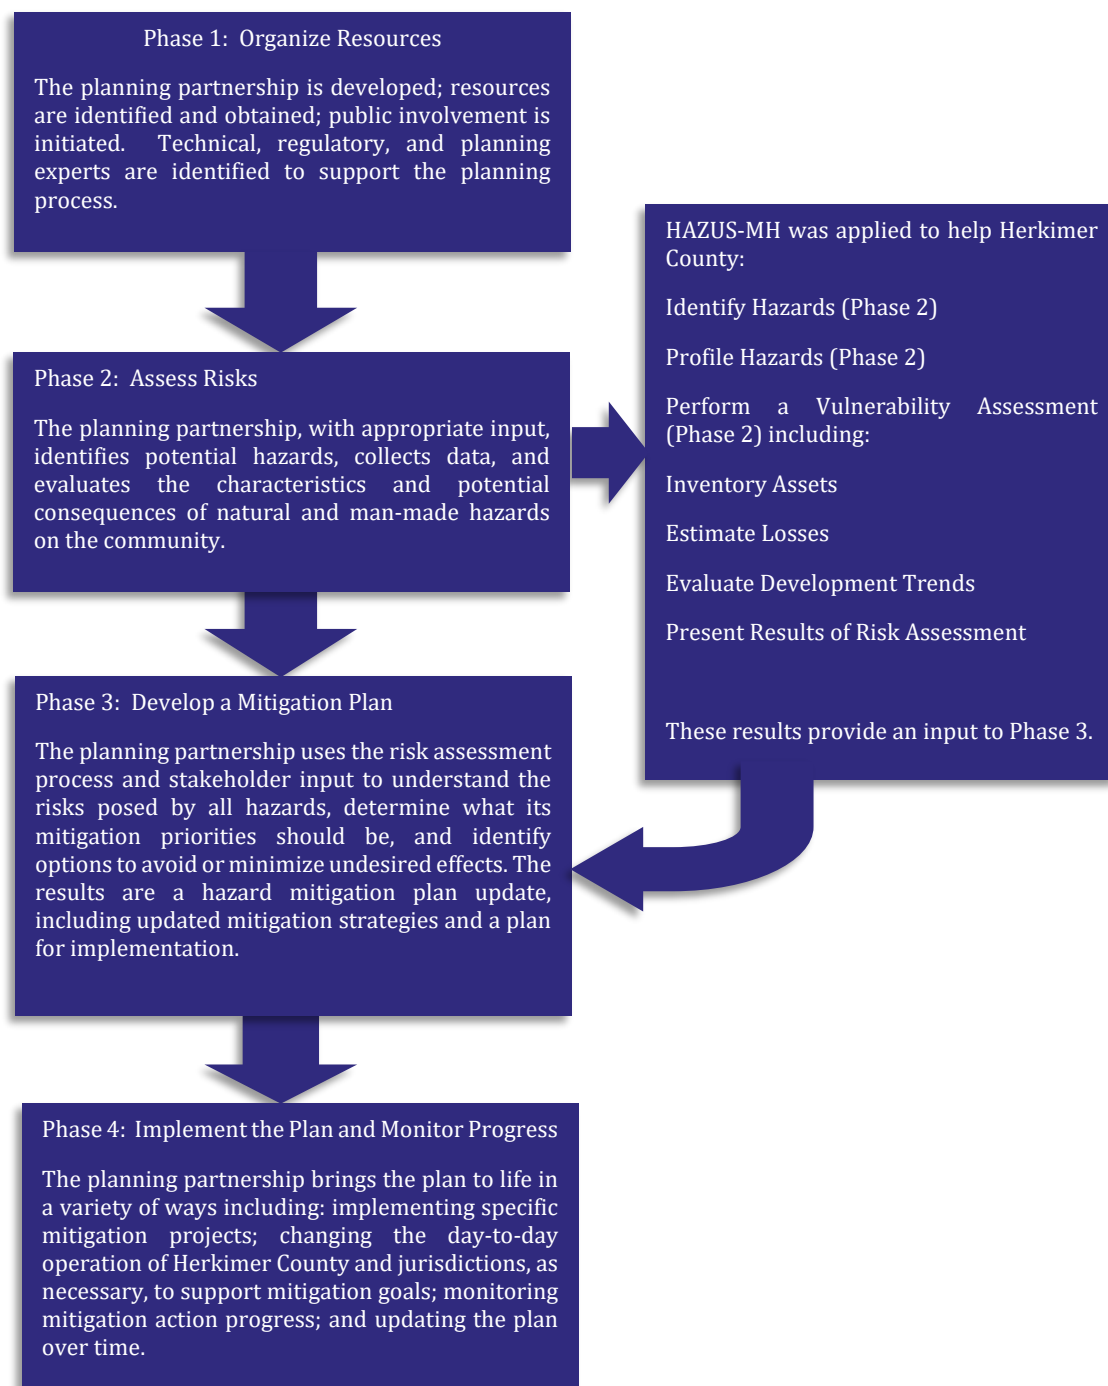 Phase 1: Organize Resources
The planning partnership is developed; resources
are identified and obtained; public involvement is
initiated. Technical, regulatory, and planning
experts are identified to support the planning
process.
Phase 2: Assess Risks
The planning partnership, with appropriate input,
identifies potential hazards, collects data, and
evaluates the characteristics and potential
consequences of natural and man-made hazards
on the community.
HAZUS-MH was applied to help Herkimer
County:
Identify Hazards (Phase 2)
Profile Hazards (Phase 2)
Perform a Vulnerability Assessment
(Phase 2) including:
Inventory Assets
Estimate Losses
Evaluate Development Trends
Present Results of Risk Assessment
These results provide an input to Phase 3.
Phase 3: Develop a Mitigation Plan
The planning partnership uses the risk assessment
process and stakeholder input to understand the
risks posed by all hazards, determine what its
mitigation priorities should be, and identify
options to avoid or minimize undesired effects. The
results are a hazard mitigation plan update,
including updated mitigation strategies and a plan
for implementation.
Phase 4: Implement the Plan and Monitor Progress
The planning partnership brings the plan to life in
a variety of ways including: implementing specific
mitigation projects; changing the day-to-day
operation of Herkimer County and jurisdictions, as
necessary, to support mitigation goals; monitoring
mitigation action progress; and updating the plan
over time.